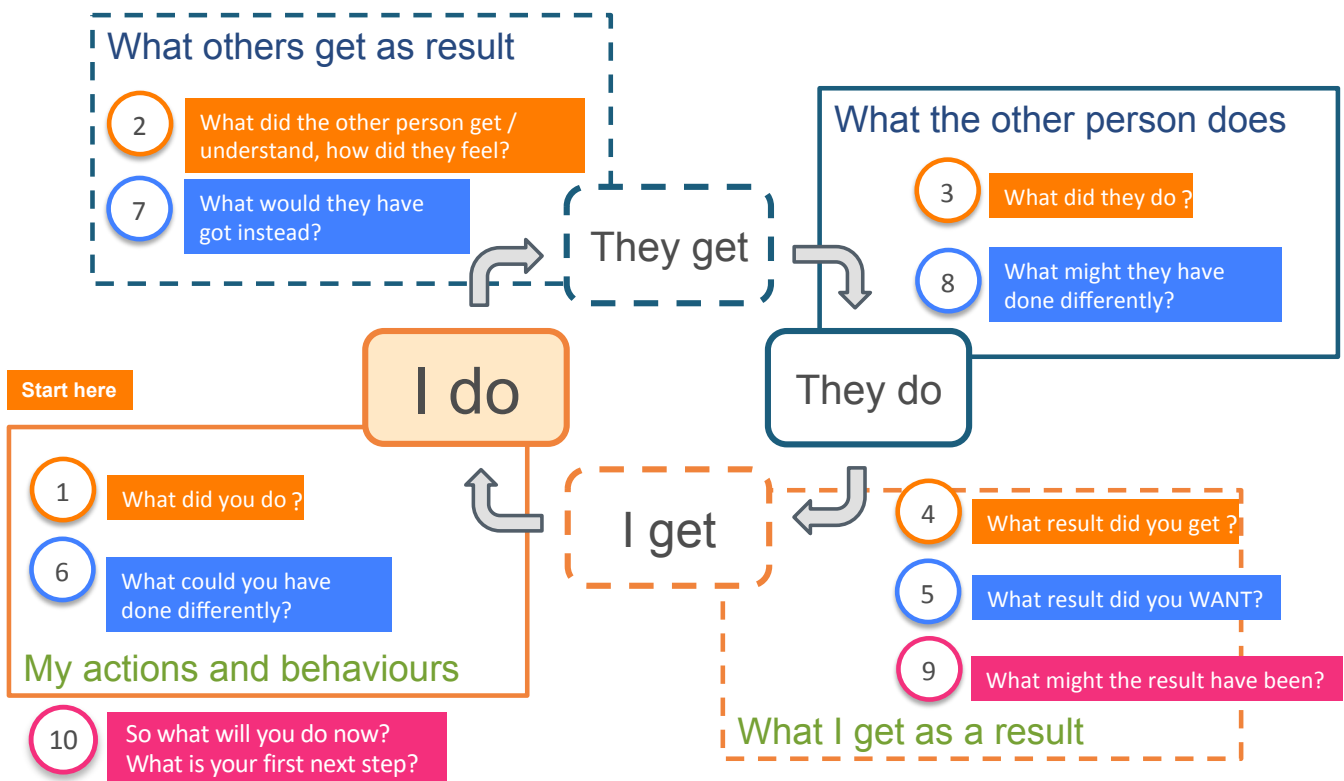 What others get as result
2
What did the other person get /
understand, how did they feel?
7
What would they have
got instead?
What the other person does
3
What did they do ?
8
What might they have
done differently?
They get
They do
I do
I get
Start here
1
What did you do ?
6
What could you have
done differently?
My actions and behaviours
10
So what will you do now?
What is your first next step?
4
What result did you get ?
5
What result did you WANT?
9
What might the result have been?
What I get as a result